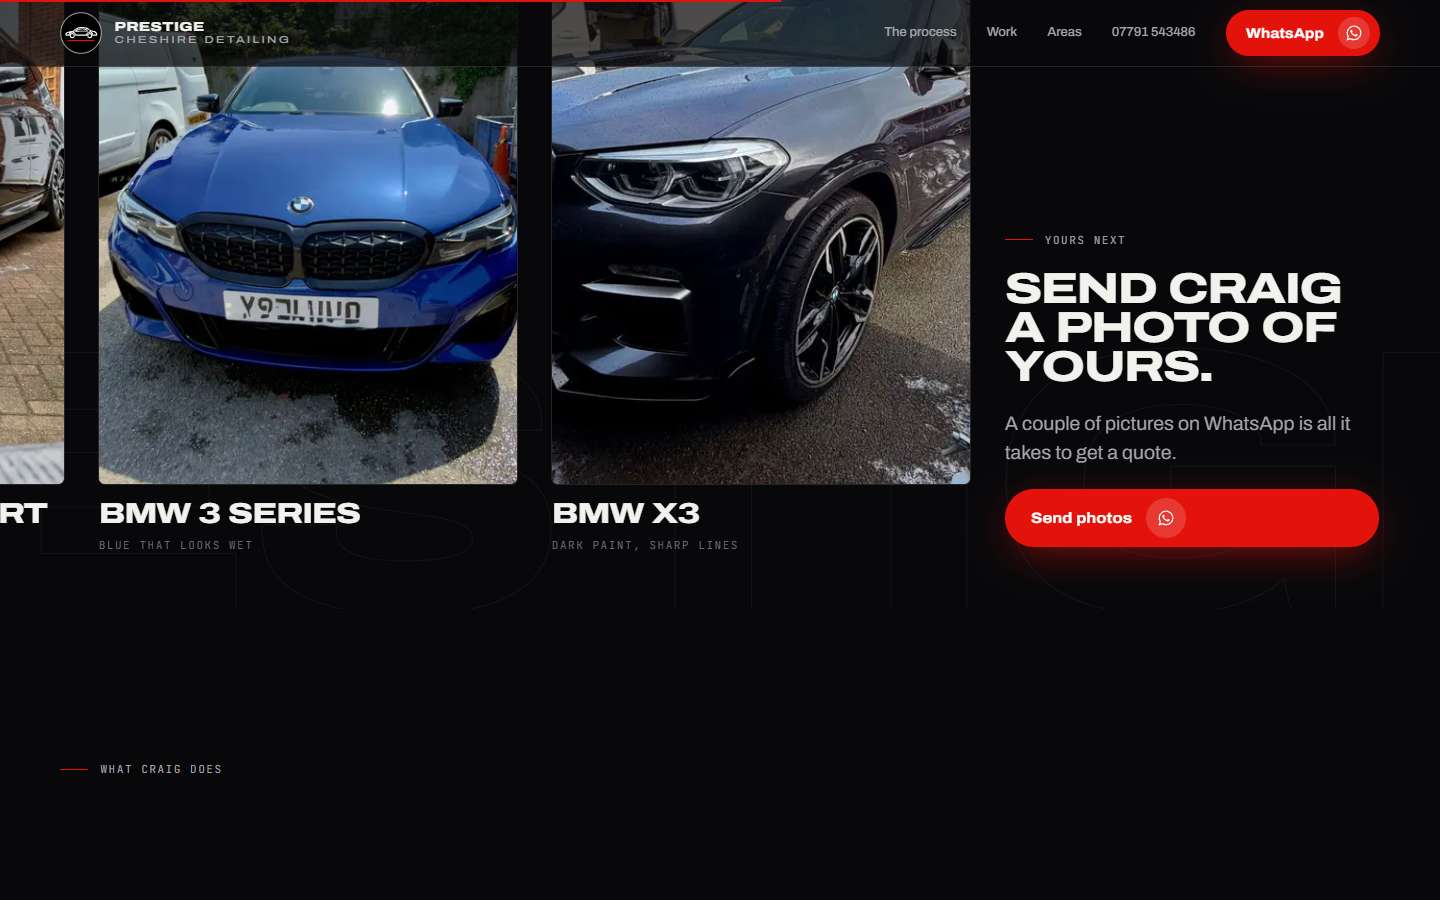 PRESTIGE
CHESHIRE DETAILING
The process
Work
Areas
07791 543486
WhatsApp
YOURS NEXT
SEND CRAIG
A PHOTO OF
YOURS.
A couple of pictures on WhatsApp is all it
takes to get a quote.
Send photos
RT
BMW 3 SERIES
BLUE THAT LOOKS WET
BMW X3
DARK PAINT, SHARP LINES
WHAT CRAIG DOES